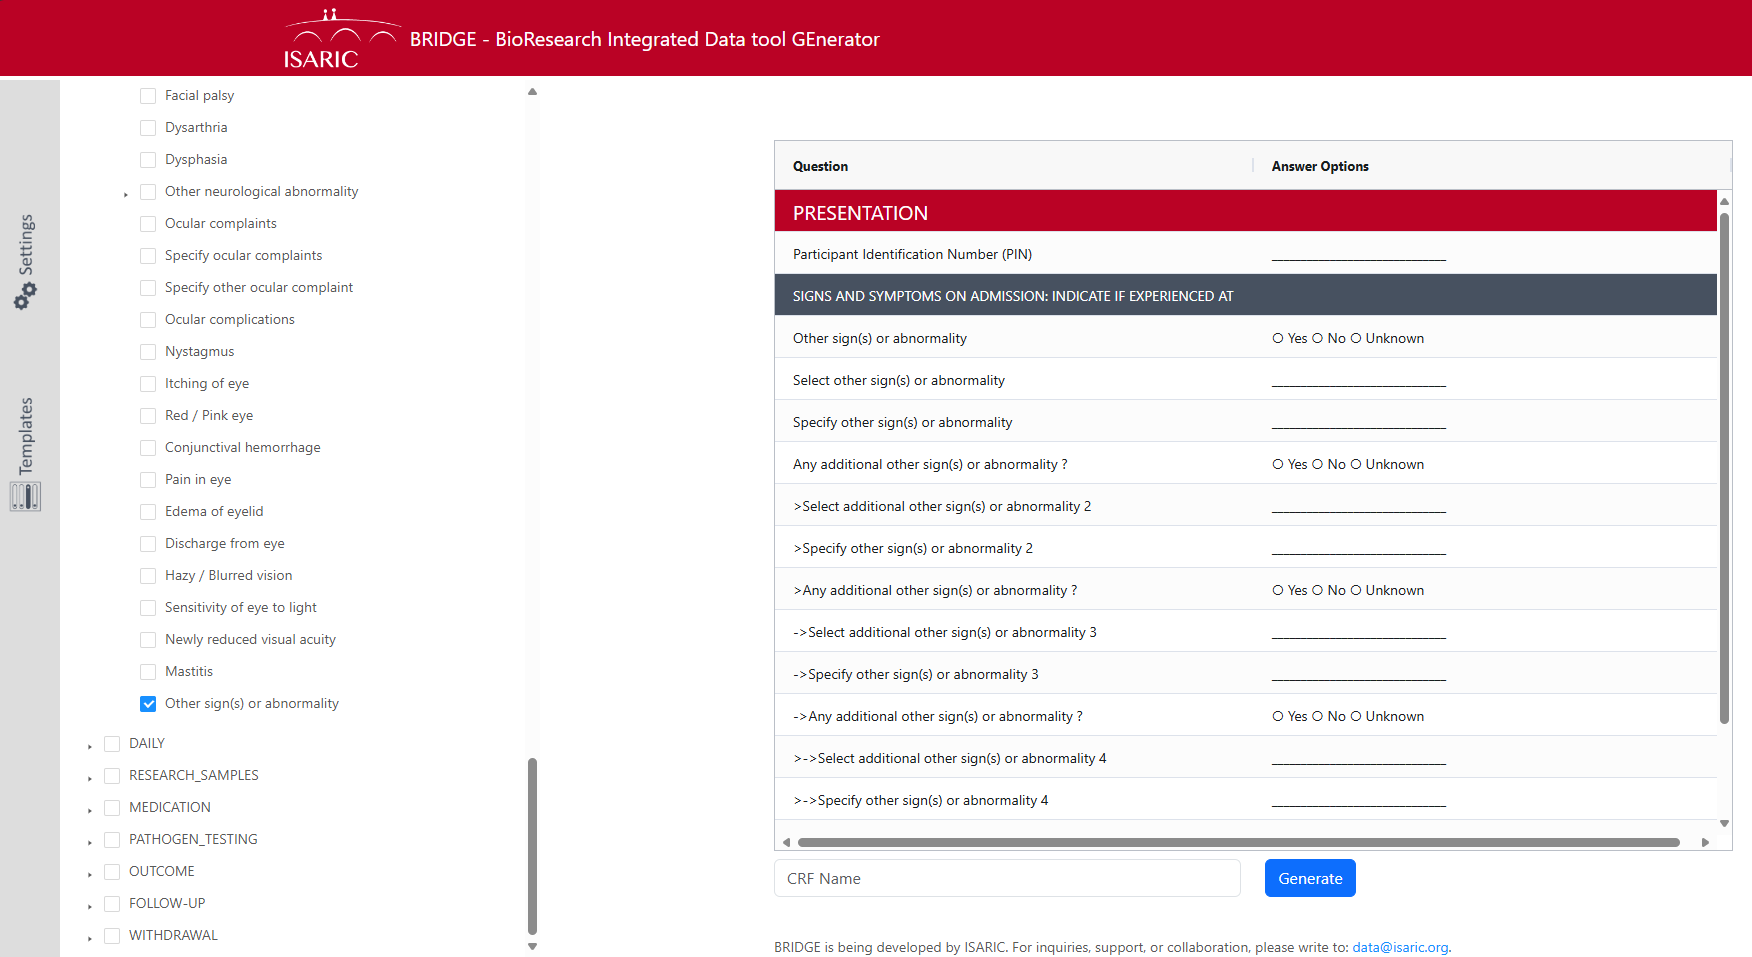 ISARIC
BRIDGE - BioResearch Integrated Data tool GEnerator
Settings
Templates
Facial palsy
Dysarthria
Dysphasia
Other neurological abnormality
Ocular complaints
Specify ocular complaints
Specify other ocular complaint
Ocular complications
Nystagmus
Itching of eye
Red / Pink eye
Conjunctival hemorrhage
Pain in eye
Edema of eyelid
Discharge from eye
Hazy / Blurred vision
Sensitivity of eye to light
Newly reduced visual acuity
Mastitis
Other sign(s) or abnormality
DAILY
RESEARCH_SAMPLES
MEDICATION
PATHOGEN_TESTING
OUTCOME
FOLLOW-UP
WITHDRAWAL
Question Answer Options
PRESENTATION
Participant Identification Number (PIN) ________________________
SIGNS AND SYMPTOMS ON ADMISSION: INDICATE IF EXPERIENCED AT
Other sign(s) or abnormality ○ Yes ○ No ○ Unknown
Select other sign(s) or abnormality ________________________
Specify other sign(s) or abnormality ________________________
Any additional other sign(s) or abnormality ? ○ Yes ○ No ○ Unknown
>Select additional other sign(s) or abnormality 2 ________________________
>Specify other sign(s) or abnormality 2 ________________________
>Any additional other sign(s) or abnormality ? ○ Yes ○ No ○ Unknown
->Select additional other sign(s) or abnormality 3 ________________________
->Specify other sign(s) or abnormality 3 ________________________
->Any additional other sign(s) or abnormality ? ○ Yes ○ No ○ Unknown
>->Select additional other sign(s) or abnormality 4 ________________________
>->Specify other sign(s) or abnormality 4 ________________________
CRF Name
Generate
BRIDGE is being developed by ISARIC. For inquiries, support, or collaboration, please write to: data@isaric.org.